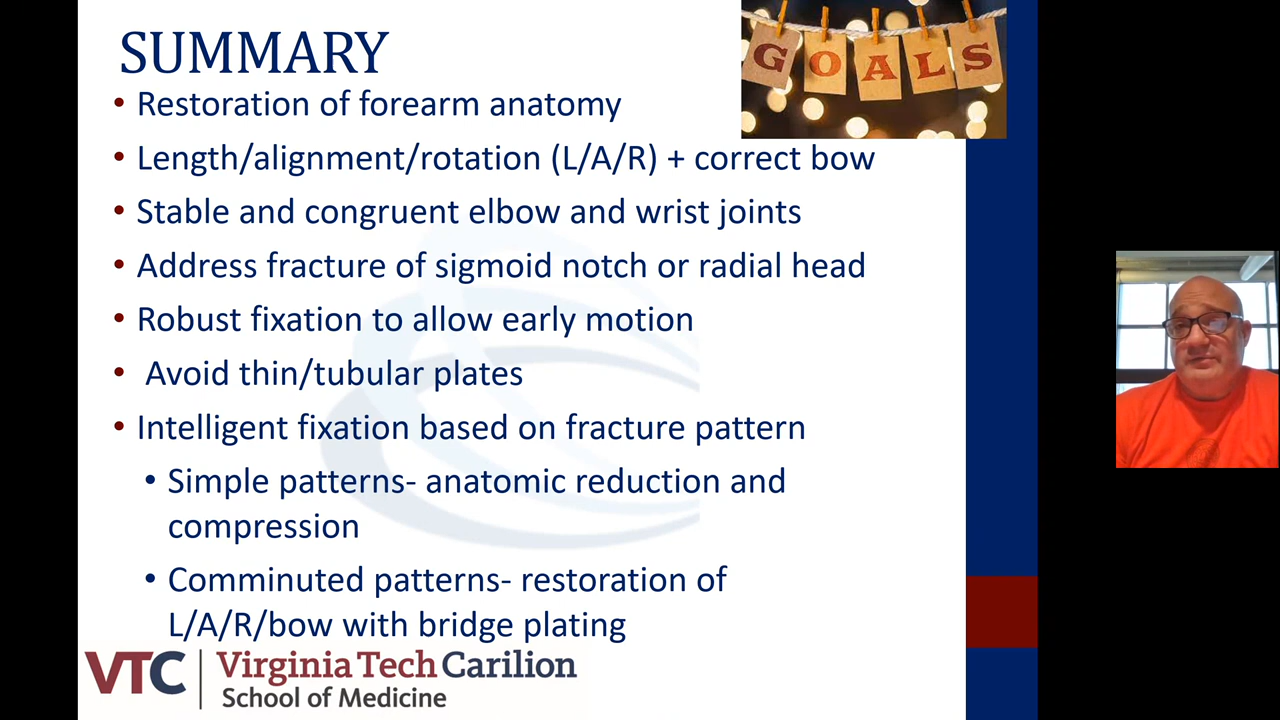 SUMMARY
GOALS
• Restoration of forearm anatomy
• Length/alignment/rotation (L/A/R) + correct bow
• Stable and congruent elbow and wrist joints
• Address fracture of sigmoid notch or radial head
• Robust fixation to allow early motion
• Avoid thin/tubular plates
• Intelligent fixation based on fracture pattern
• Simple patterns- anatomic reduction and
compression
• Comminuted patterns- restoration of
L/A/R/bow with bridge plating
VTC
Virginia Tech Carilion
School of Medicine